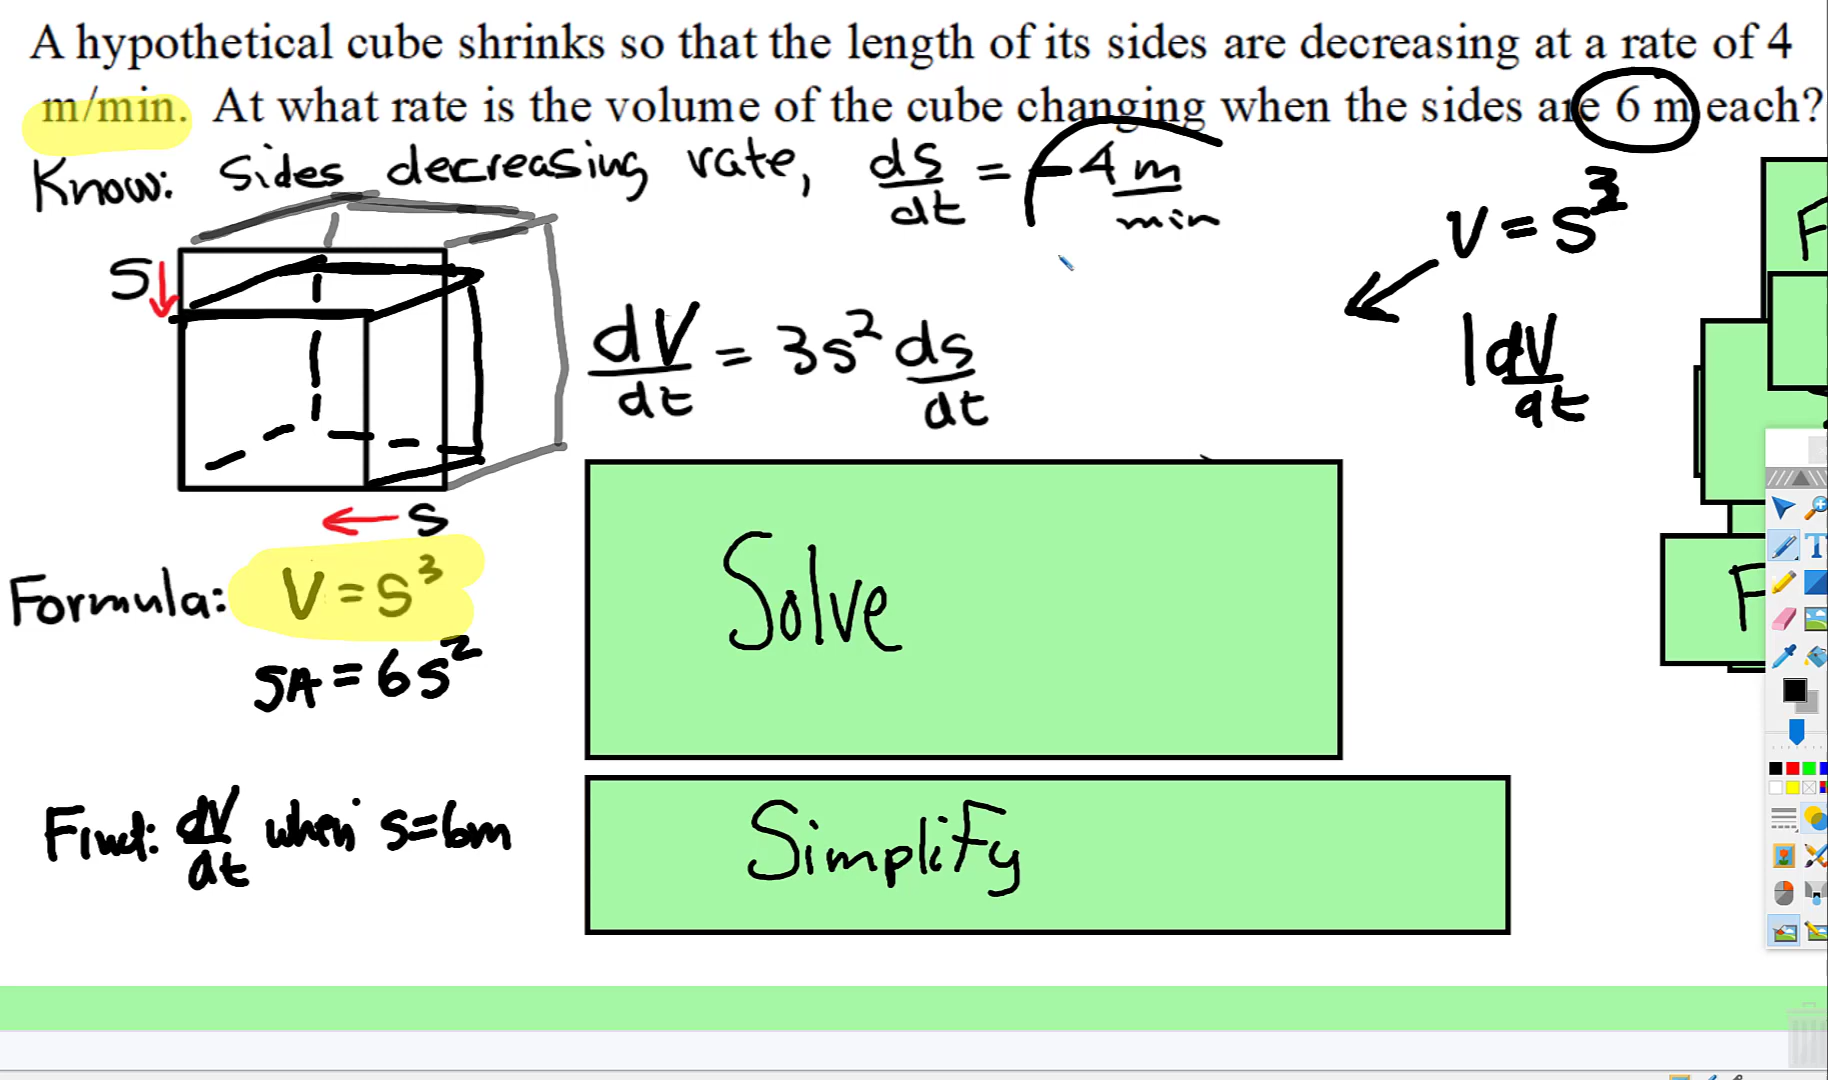 A hypothetical cube shrinks so that the length of its sides are decreasing at a rate of 4
m/min. At what rate is the volume of the cube changing when the sides are 6 m each?
Know: Sides decreasing rate, ds/dt = -4 m/min
V = S³
S
dV/dt = 3s² ds/dt
1 dV/dt
S
Formula: V = S³
SA = 6S²
Solve
Find: dV/dt when s=6m
Simplify
F
F
T